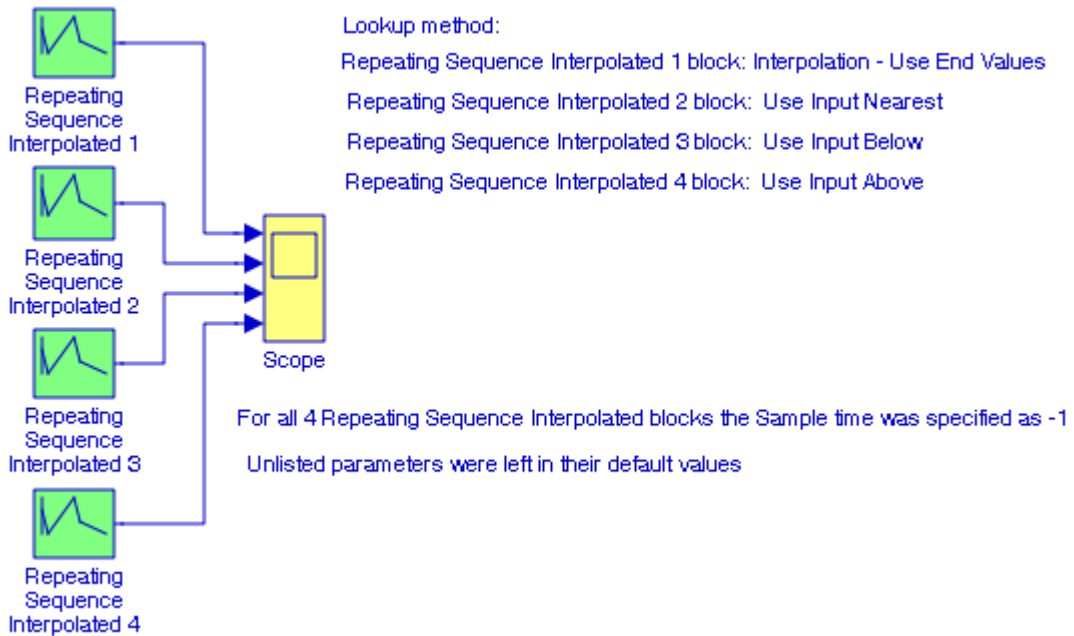 Lookup method:
Repeating Sequence Interpolated 1 block: Interpolation - Use End Values
Repeating Sequence Interpolated 2 block: Use Input Nearest
Repeating Sequence Interpolated 3 block: Use Input Below
Repeating Sequence Interpolated 4 block: Use Input Above
Repeating
Sequence
Interpolated 1
Repeating
Sequence
Interpolated 2
Repeating
Sequence
Interpolated 3
Repeating
Sequence
Interpolated 4
Scope
For all 4 Repeating Sequence Interpolated blocks the Sample time was specified as -1
Unlisted parameters were left in their default values